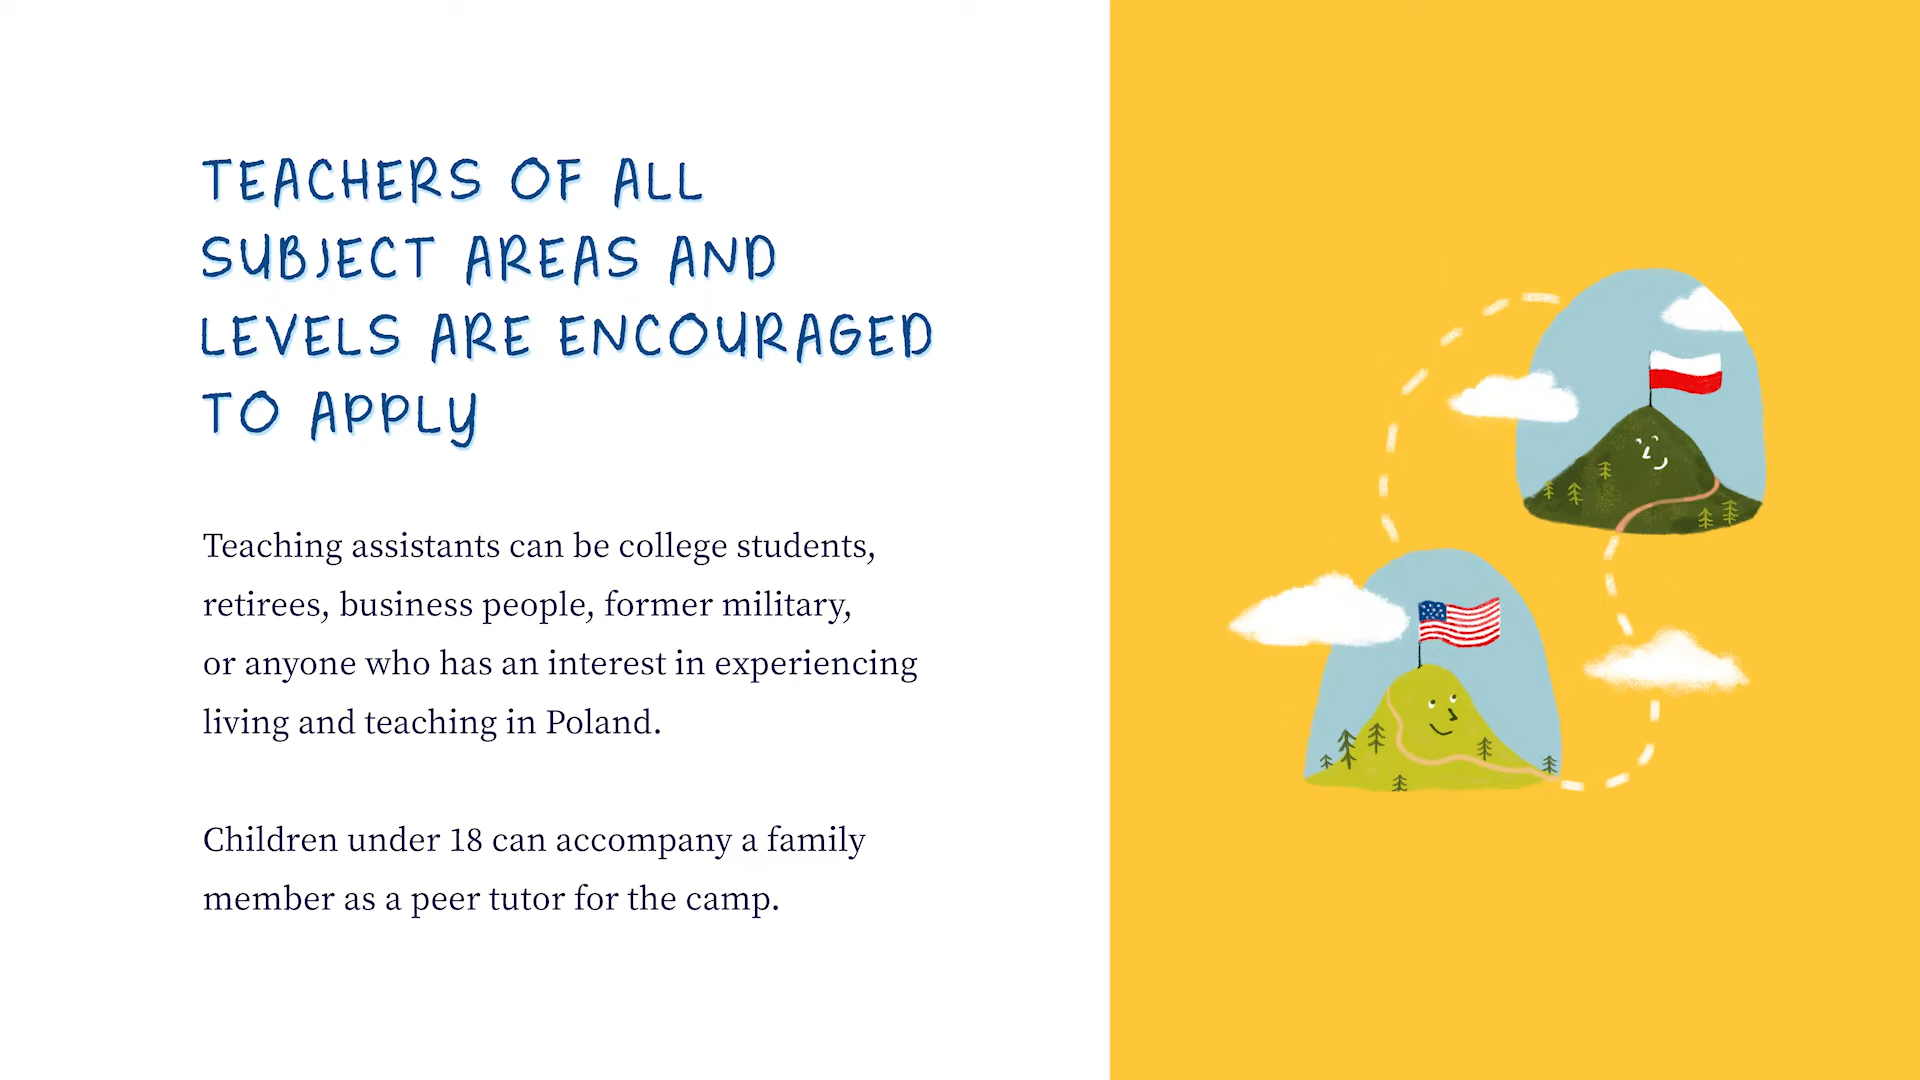 TEACHERS OF ALL
SUBJECT AREAS AND
LEVELS ARE ENCOURAGED
TO APPLY
Teaching assistants can be college students,
retirees, business people, former military,
or anyone who has an interest in experiencing
living and teaching in Poland.
Children under 18 can accompany a family
member as a peer tutor for the camp.